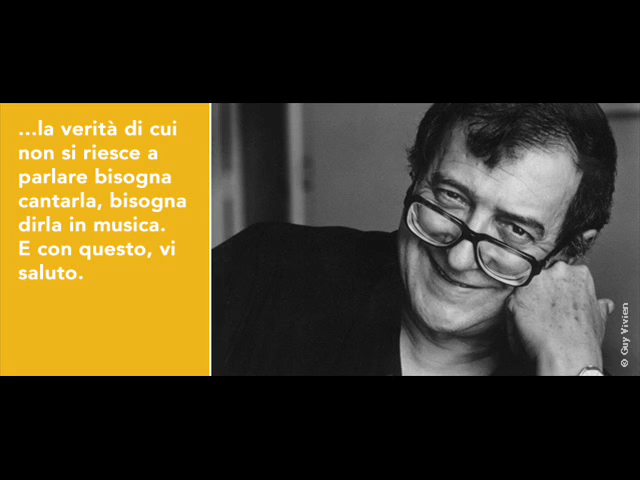 ...la verità di cui
non si riesce a
parlare bisogna
cantarla, bisogna
dirla in musica.
E con questo, vi
saluto.
© Guy Vivien